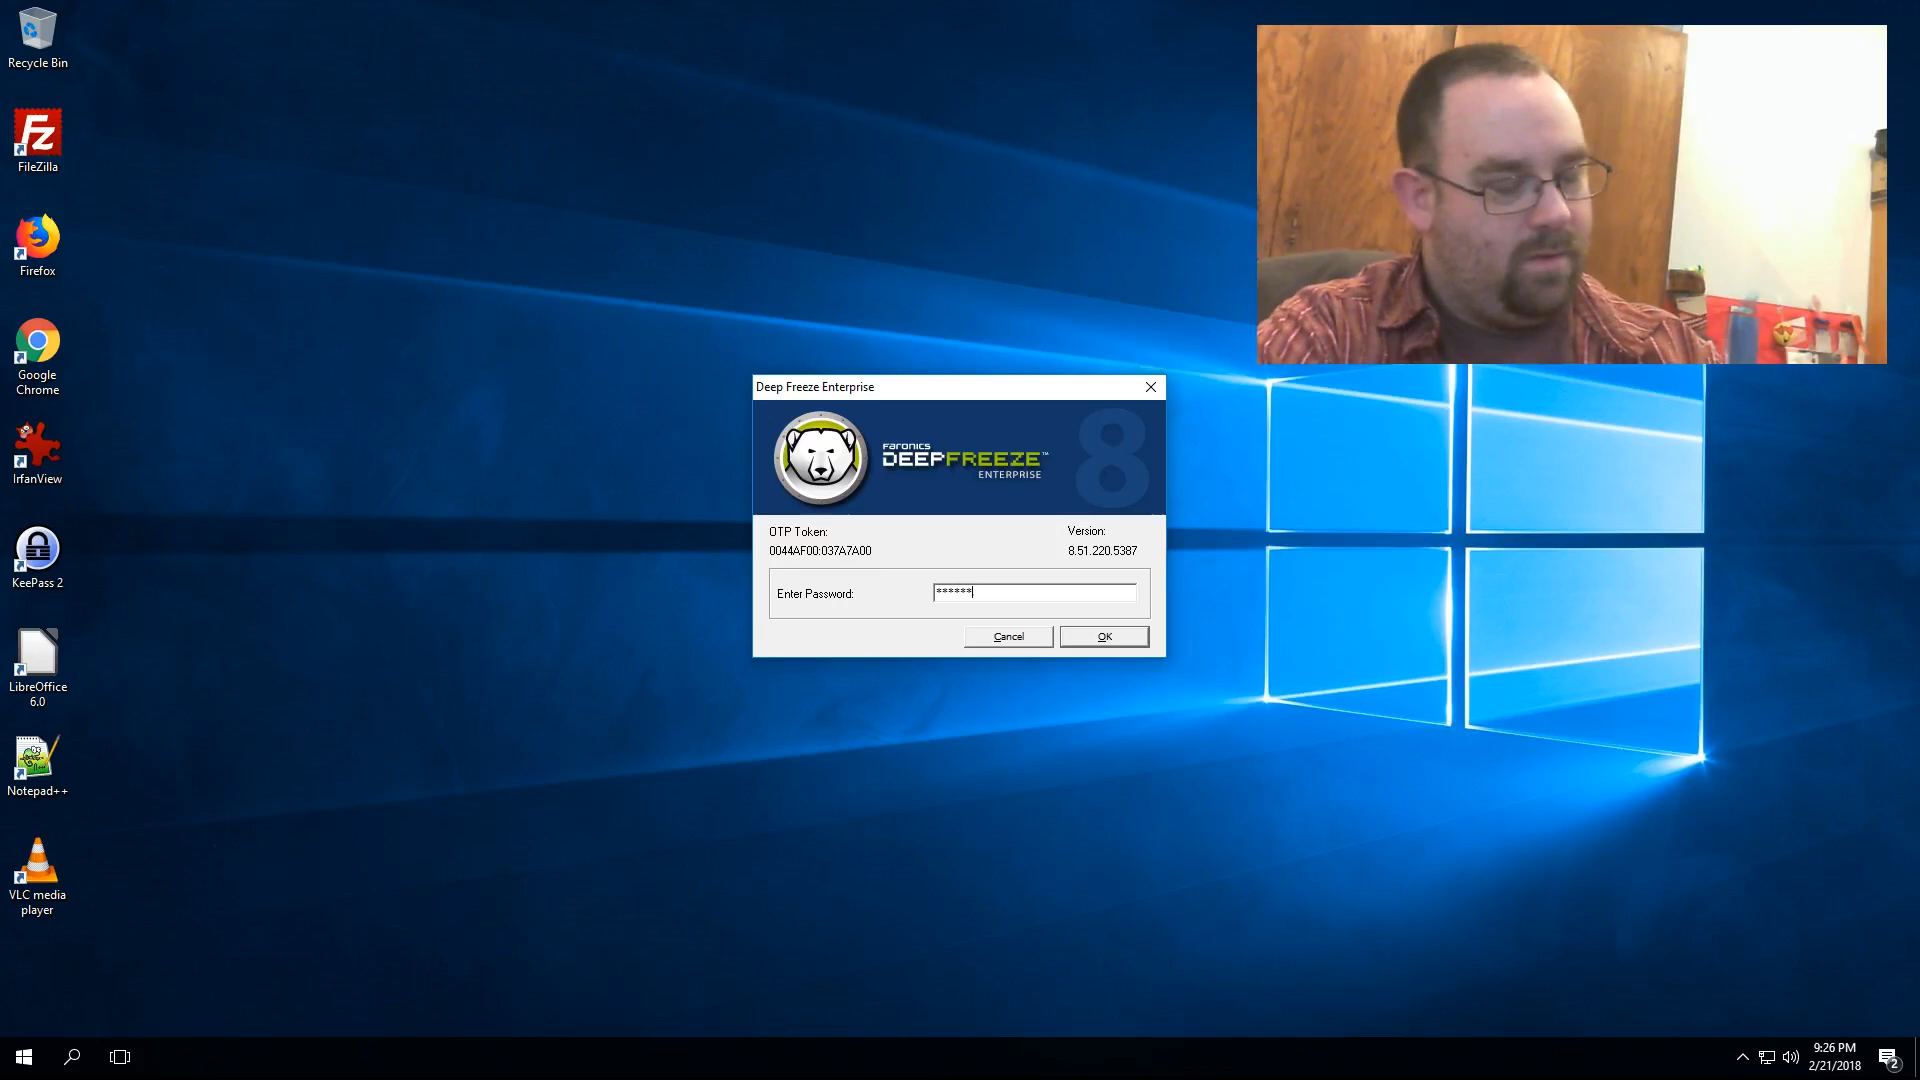 Recycle Bin
FileZilla
Firefox
Google
Chrome
IrfanView
KeePass 2
LibreOffice
6.0
Notepad++
VLC media
player
Deep Freeze Enterprise
FARONICS
DEEPFREEZE™
ENTERPRISE
8
OTP Token:
Version:
0044AF00:037A7A00
8.51.220.5387
Enter Password:
******
Cancel
OK
9:26 PM
2/21/2018
2